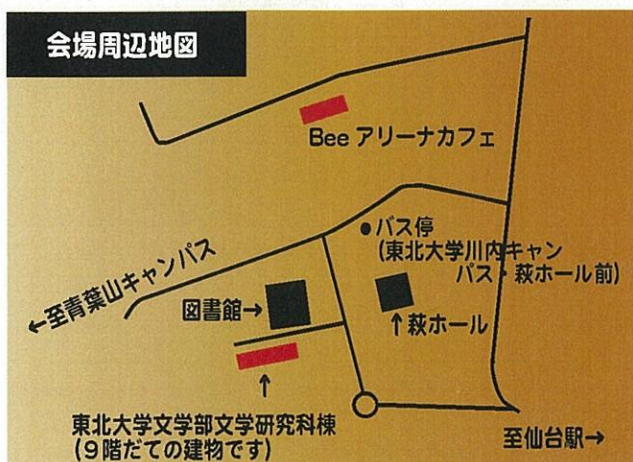 会場周辺地図
Bee アリーナカフェ
●バス停
(東北大学川内キャン
パス・萩ホール前)
←至青葉山キャンパス
図書館→
↑萩ホール
↑
東北大学文学部文学研究科棟
(９階だての建物です)
至仙台駅→